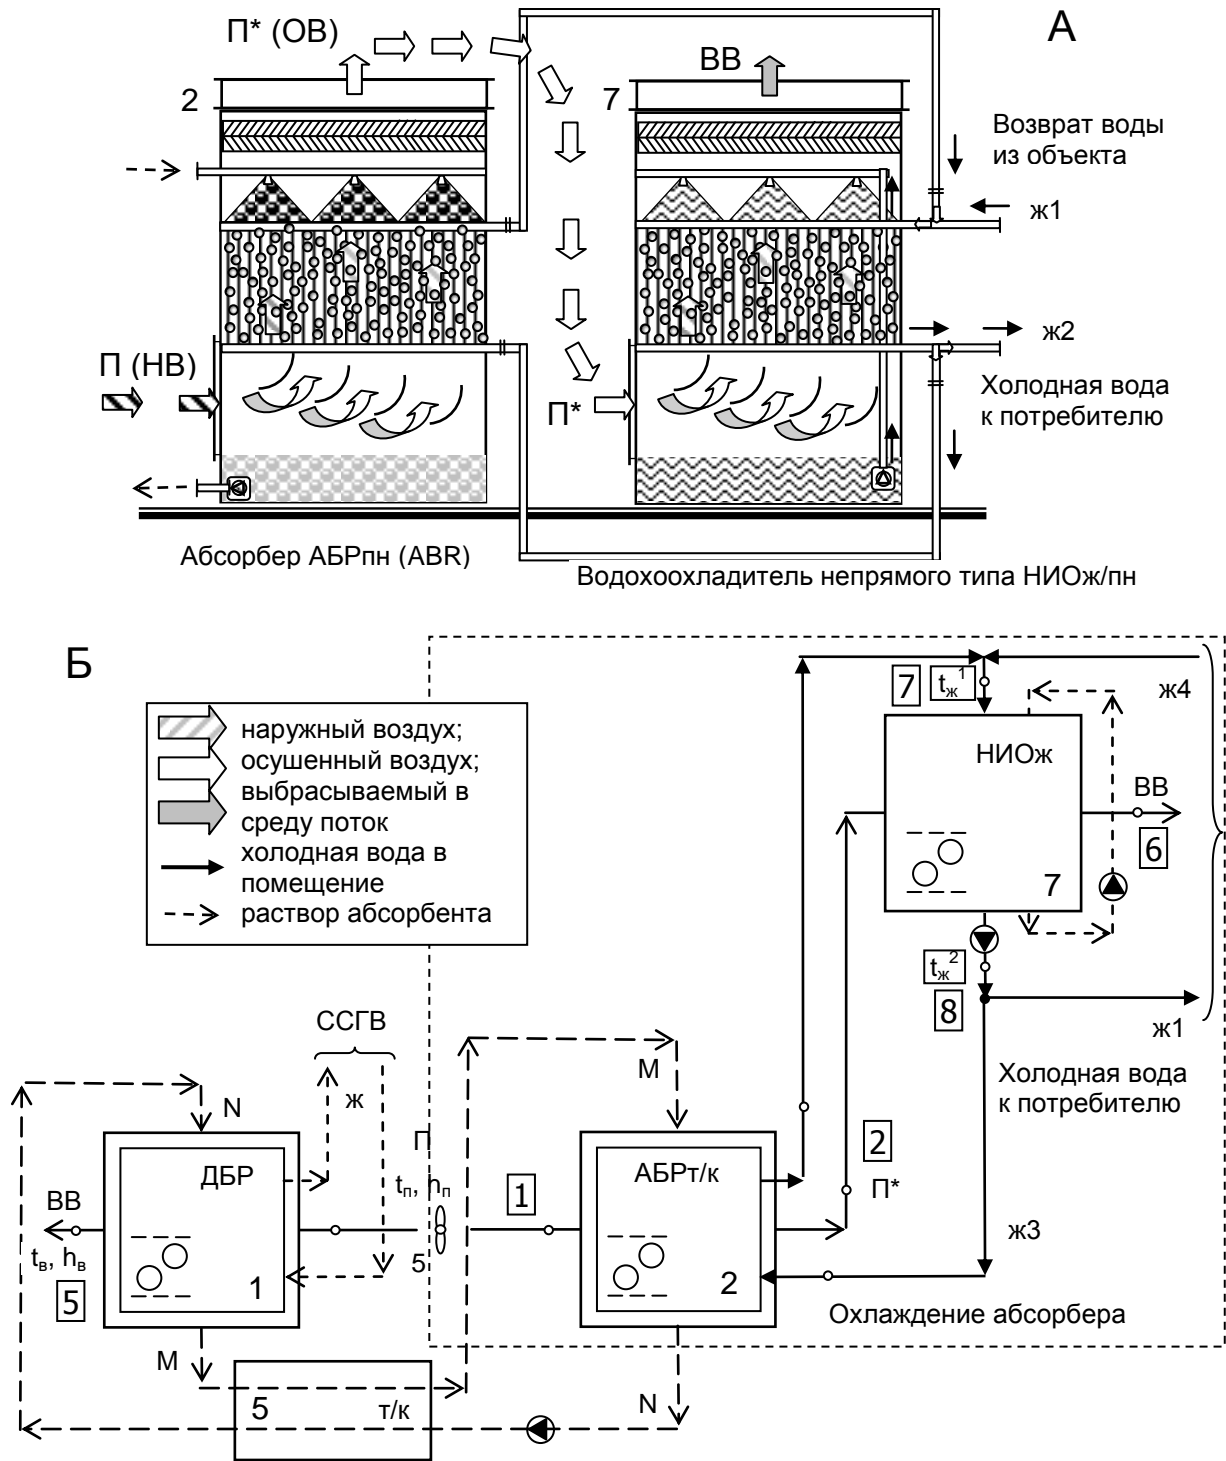 А
П* (ОВ)
ВВ
2
7
Возврат воды
из объекта
ж1
ж2
П (НВ)
П*
Холодная вода
к потребителю
Абсорбер АБРпн (ABR)
Водохоохладитель непрямого типа НИОж/пн
Б
наружный воздух;
осушенный воздух;
выбрасываемый в
среду поток
холодная вода в
помещение
раствор абсорбента
7
tж1
ж4
НИОж
ВВ
6
7
tж2
8
ж1
Холодная вода
к потребителю
ССГВ
М
N
ж
П
ДБР
АБРт/к
2
П*
ВВ
tп, hп
1
tв, hв
5
5
1
2
ж3
Охлаждение абсорбера
М
N
5
т/к